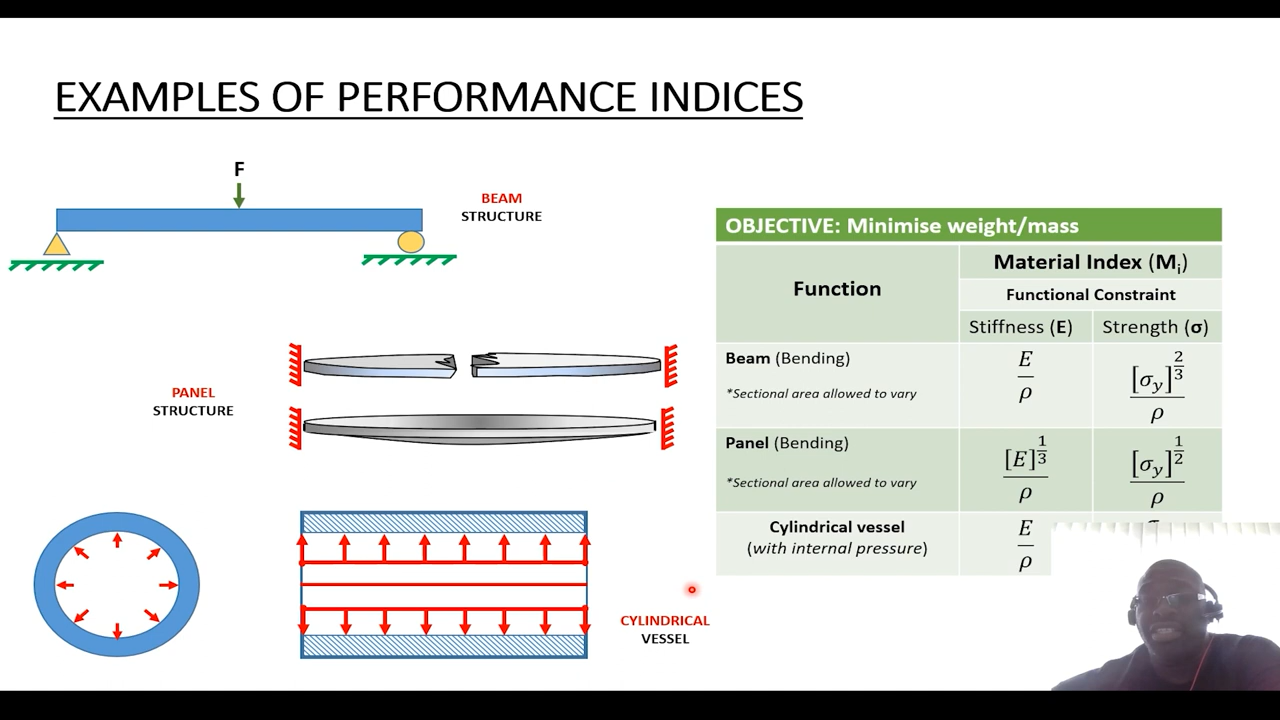 EXAMPLES OF PERFORMANCE INDICES
F
BEAM
STRUCTURE
PANEL
STRUCTURE
CYLINDRICAL
VESSEL
OBJECTIVE: Minimise weight/mass
Function
Material Index (Mᵢ)
Functional Constraint
Stiffness (E) Strength (σ)
Beam (Bending)
*Sectional area allowed to vary
E/ρ
[σ_y]^(2/3)/ρ
Panel (Bending)
*Sectional area allowed to vary
[E]^(1/3)/ρ
[σ_y]^(1/2)/ρ
Cylindrical vessel
(with internal pressure)
E/ρ